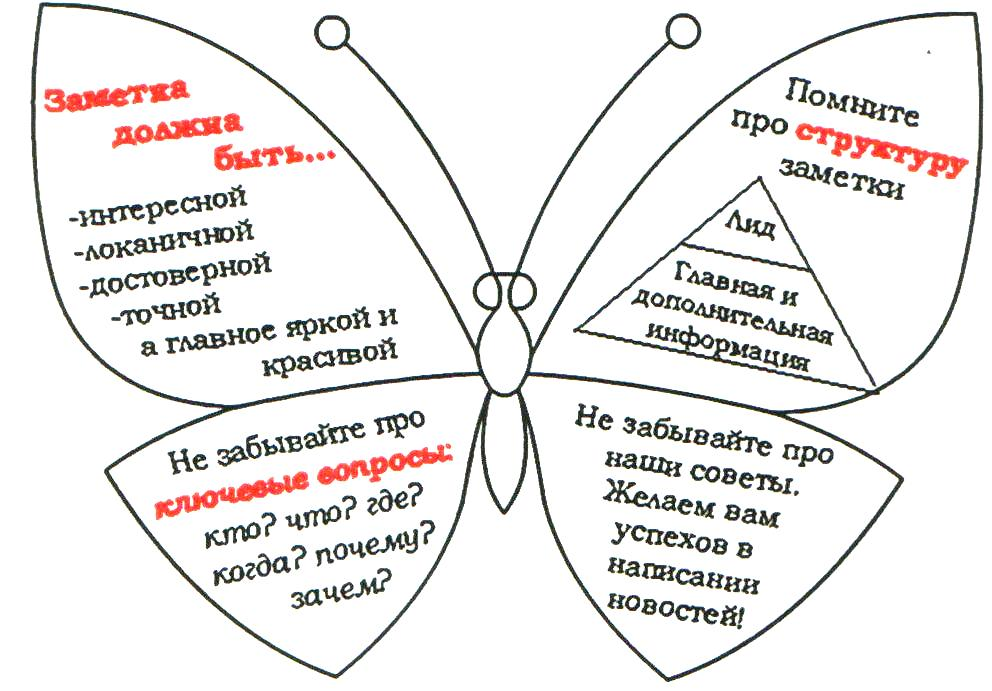 Заметка
должна
быть...
-интересной
-локаничной
-достоверной
-точной
а главное яркой и
красивой
Помните
про структуру
заметки
Лид
Главная и
дополнительная
информация
Не забывайте про
ключевые вопросы:
кто? что? где?
когда? почему?
зачем?
Не забывайте про
наши советы.
Желаем вам
успехов в
написании
новостей!